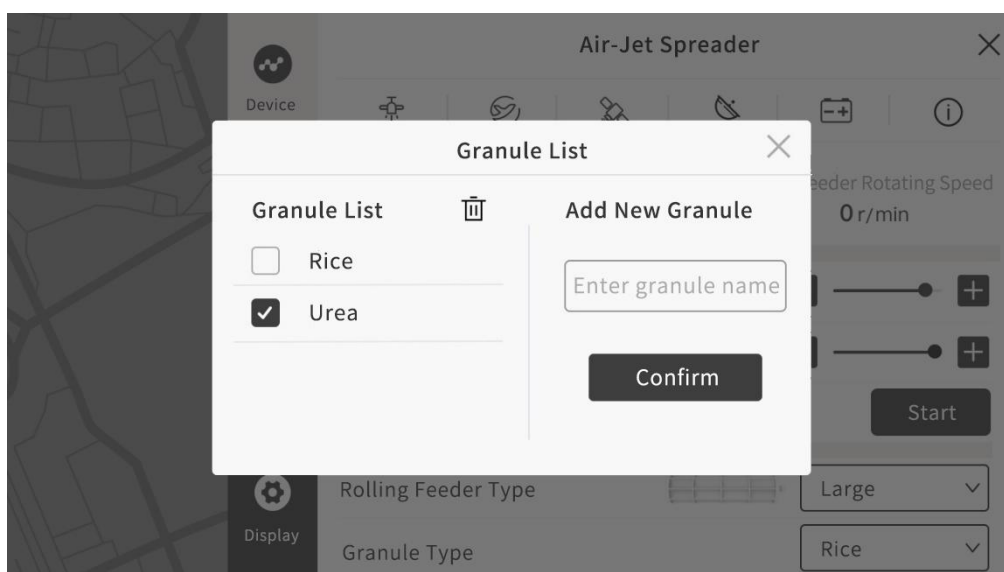 Air-Jet Spreader
Device
Granule List
Granule List
Add New Granule
eeder Rotating Speed
0 r/min
Rice
Enter granule name
Urea
Confirm
Start
Rolling Feeder Type
Large
Display
Granule Type
Rice